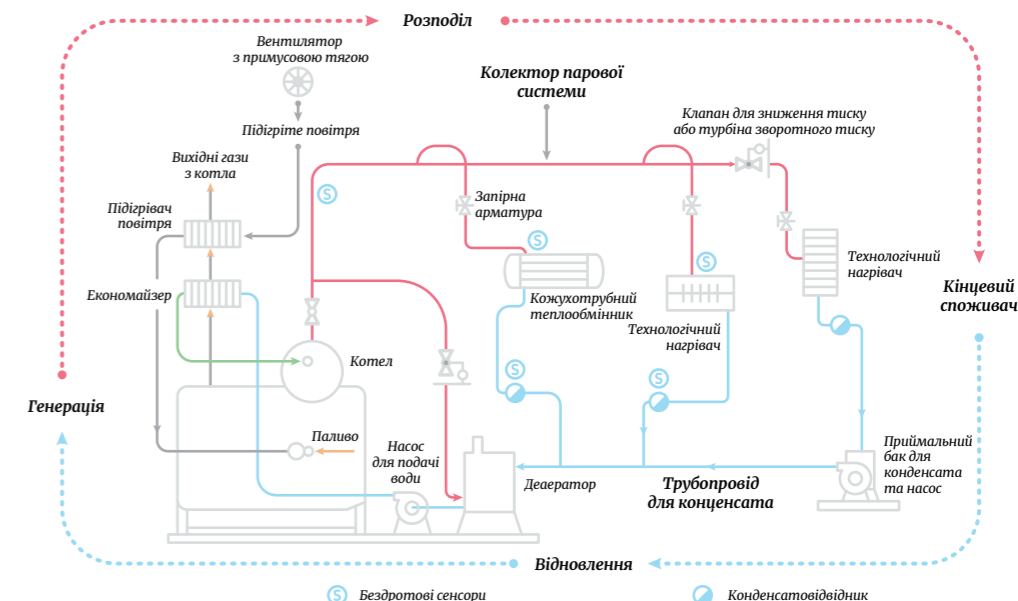 Розподіл
Вентилятор
з примусовою тягою
Колектор парової
системи
Клапан для зниження тиску
або турбіна зворотного тиску
Підігріте повітря
Вихідні гази
з котла
S
Запірна
арматура
Підігрівач
повітря
S
S
Технологічний
нагрівач
Кінцевий
споживач
Економайзер
Кожухотрубний
теплообмінник
Технологічний
нагрівач
Котел
S
S
Генерація
Паливо
Насос
для подачі
води
Деаератор
Трубопровід
для конценсата
Приймальний
бак для
конденсата
та насос
Відновлення
S Бездротові сенсори
Конденсатовідвідник